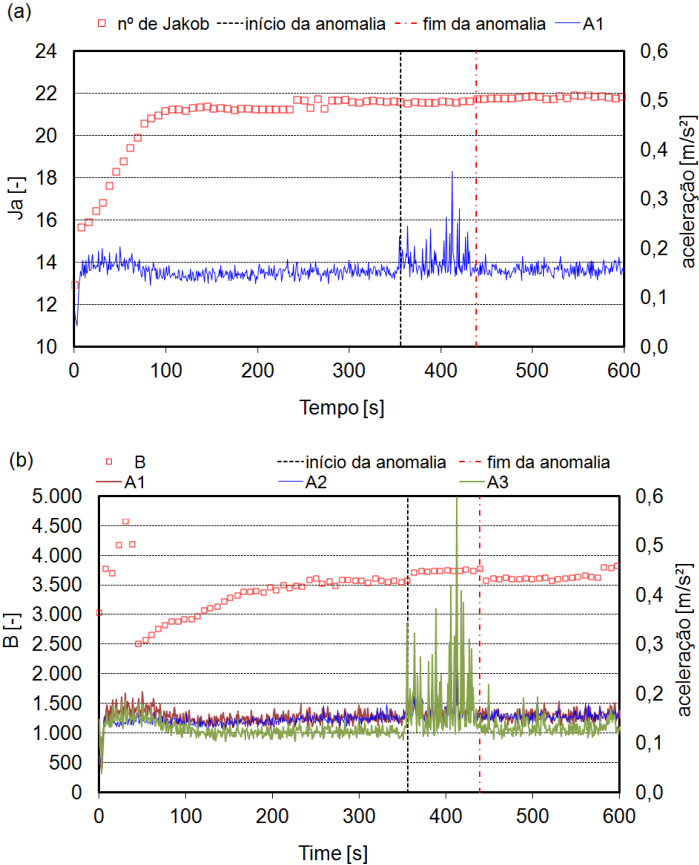 (a)
nº de Jakob início da anomalia fim da anomalia A1
24 0,6
22 0,5
20 0,4
18 0,3
16
14 0,2
12 0,1
10 0,0
Ja [-]
aceleração [m/s²]
0 100 200 300 400 500 600
Tempo [s]
(b)
B início da anomalia fim da anomalia
A1 A2 A3
5.000 0,6
4.500
4.000 0,5
3.500 0,4
3.000
2.500 0,3
2.000
1.500 0,2
1.000 0,1
500
0 0,0
B [-]
aceleração [m/s²]
0 100 200 300 400 500 600
Time [s]